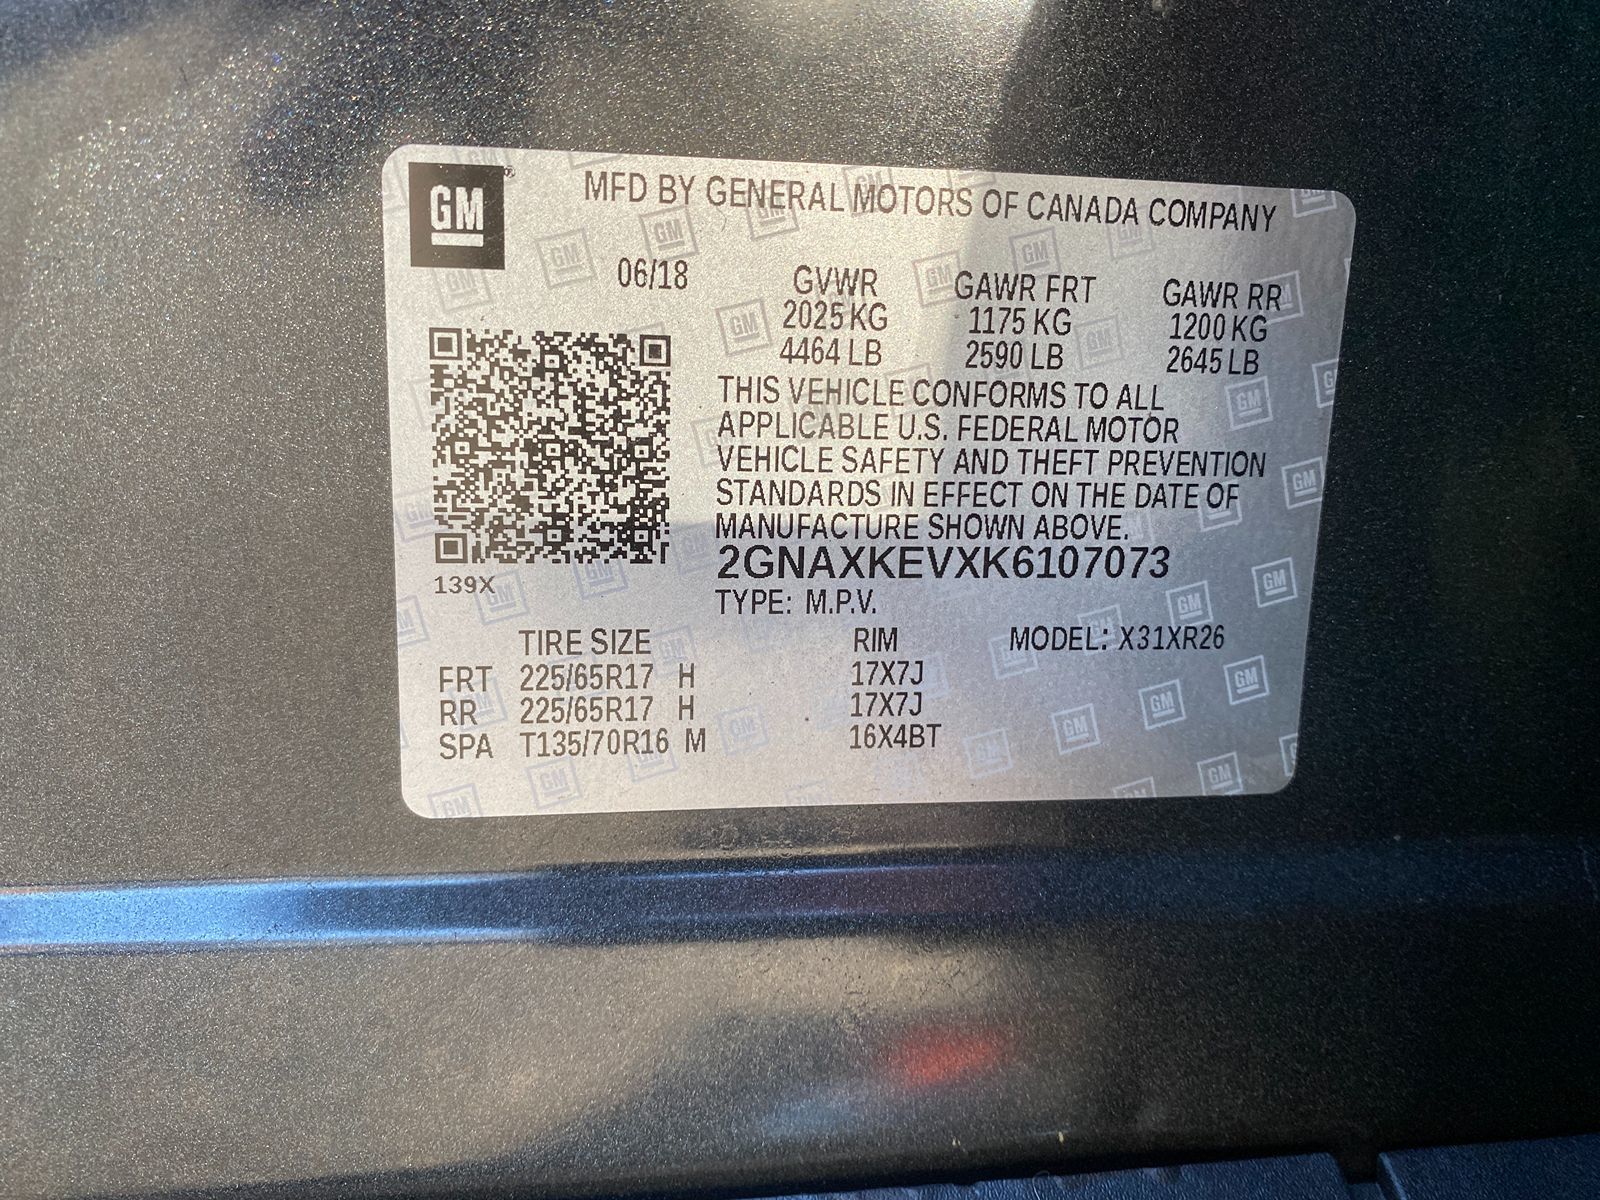 GM
MFD BY GENERAL MOTORS OF CANADA COMPANY
06/18 GVWR GAWR FRT GAWR RR
2025 KG 1175 KG 1200 KG
4464 LB 2590 LB 2645 LB
THIS VEHICLE CONFORMS TO ALL
APPLICABLE U.S. FEDERAL MOTOR
VEHICLE SAFETY AND THEFT PREVENTION
STANDARDS IN EFFECT ON THE DATE OF
MANUFACTURE SHOWN ABOVE.
2GNAXKEVXK6107073
139X
TYPE: M.P.V.
TIRE SIZE RIM MODEL: X31XR26
FRT 225/65R17 H 17X7J
RR 225/65R17 H 17X7J
SPA T135/70R16 M 16X4BT